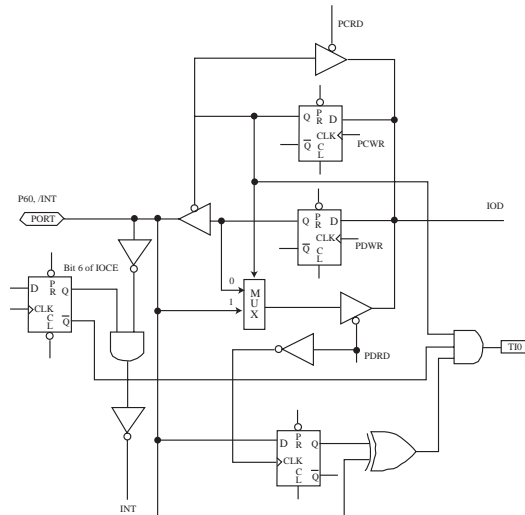 PCRD
P
Q R D
CLK
Q C
L
PCWR
P60, /INT
PORT
IOD
P
Q R D
CLK
Q C
L
PDWR
Bit 6 of IOCE
P
D R Q
CLK
C Q
L
0
1
M
U
X
PDRD
TI0
P
D R Q
CLK
C Q
L
INT